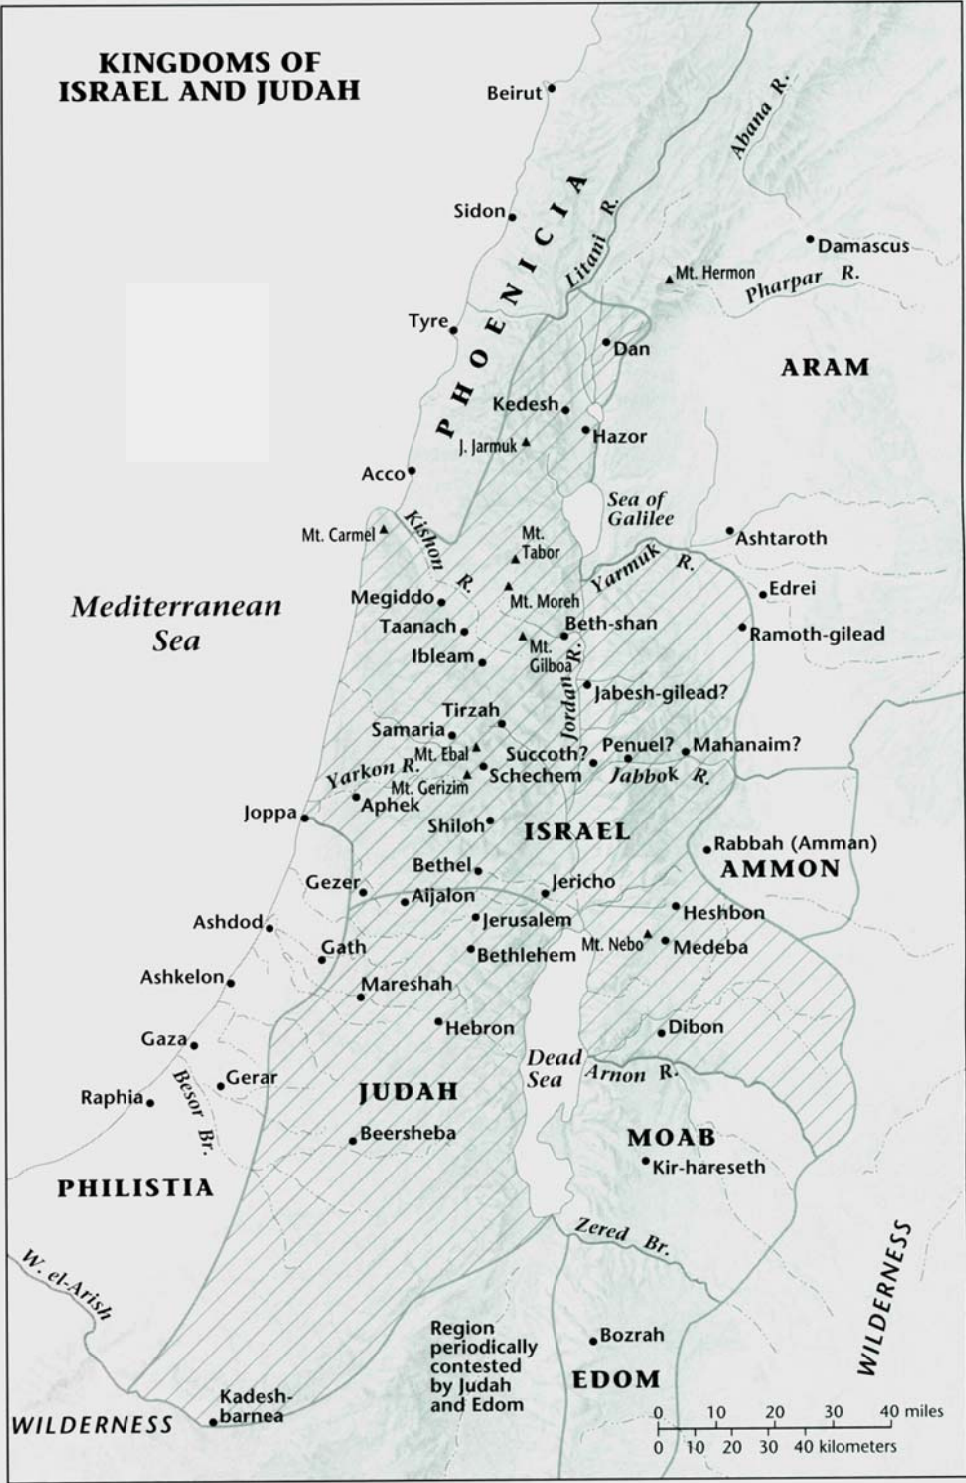 KINGDOMS OF
ISRAEL AND JUDAH
Beirut
Abana R.
Sidon
PHOENICIA
Litani R.
Damascus
Mt. Hermon
Pharpar R.
Tyre
Dan
ARAM
Kedesh
Hazor
J. Jarmuk
Acco
Sea of
Galilee
Mt. Carmel
Kishon R.
Mt.
Tabor
Ashtaroth
Yarmuk R.
Edrei
Mediterranean
Sea
Megiddo
Mt. Moreh
Taanach
Beth-shan
Ramoth-gilead
Ibleam
Mt.
Gilboa
Jordan R.
Jabesh-gilead?
Tirzah
Samaria
Mt. Ebal
Succoth?
Penuel?
Mahanaim?
Yarkon R.
Schechem
Jabbok R.
Mt. Gerizim
Aphek
Joppa
Shiloh
ISRAEL
Rabbah (Amman)
AMMON
Bethel
Gezer
Jericho
Aijalon
Heshbon
Ashdod
Jerusalem
Gath
Bethlehem
Mt. Nebo
Medeba
Ashkelon
Mareshah
Hebron
Dibon
Gaza
Dead
Sea
Arnon R.
Gerar
Raphia
Besor Br.
JUDAH
Beersheba
MOAB
Kir-hareseth
PHILISTIA
Zered Br.
W. el-Arish
WILDERNESS
Region
periodically
contested
by Judah
and Edom
Bozrah
EDOM
Kadesh-
barnea
WILDERNESS
0 10 20 30 40 miles
0 10 20 30 40 kilometers